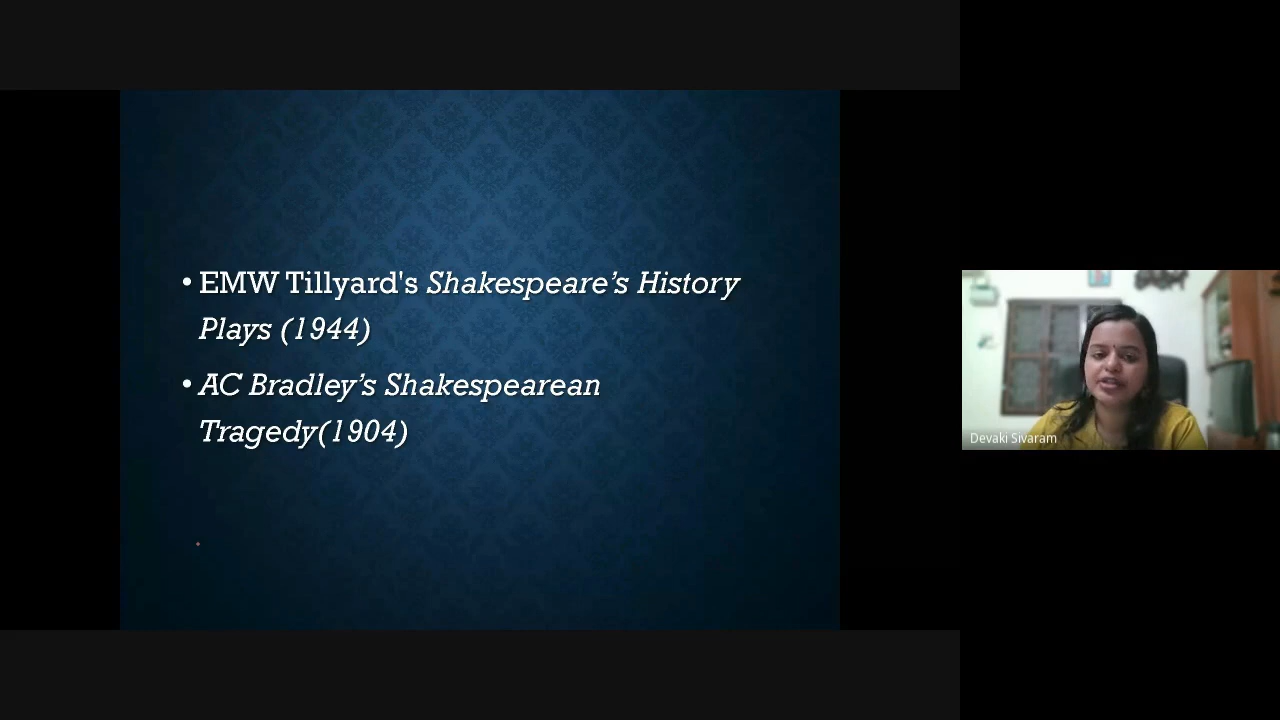 • EMW Tillyard's Shakespeare’s History
Plays (1944)
• AC Bradley’s Shakespearean
Tragedy(1904)
Devaki Sivaram